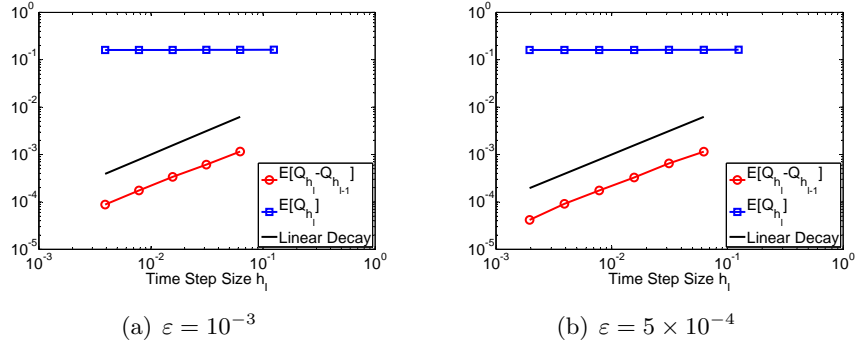 10^0
10^-1
10^-2
10^-3
10^-4
10^-5
10^-3 10^-2 10^-1 10^0
Time Step Size h_l
E[Q_{h_l}-Q_{h_{l-1}}]
E[Q_{h_l}]
Linear Decay
(a) ε = 10^{-3}
10^0
10^-1
10^-2
10^-3
10^-4
10^-5
10^-3 10^-2 10^-1 10^0
Time Step Size h_l
E[Q_{h_l}-Q_{h_{l-1}}]
E[Q_{h_l}]
Linear Decay
(b) ε = 5 × 10^{-4}